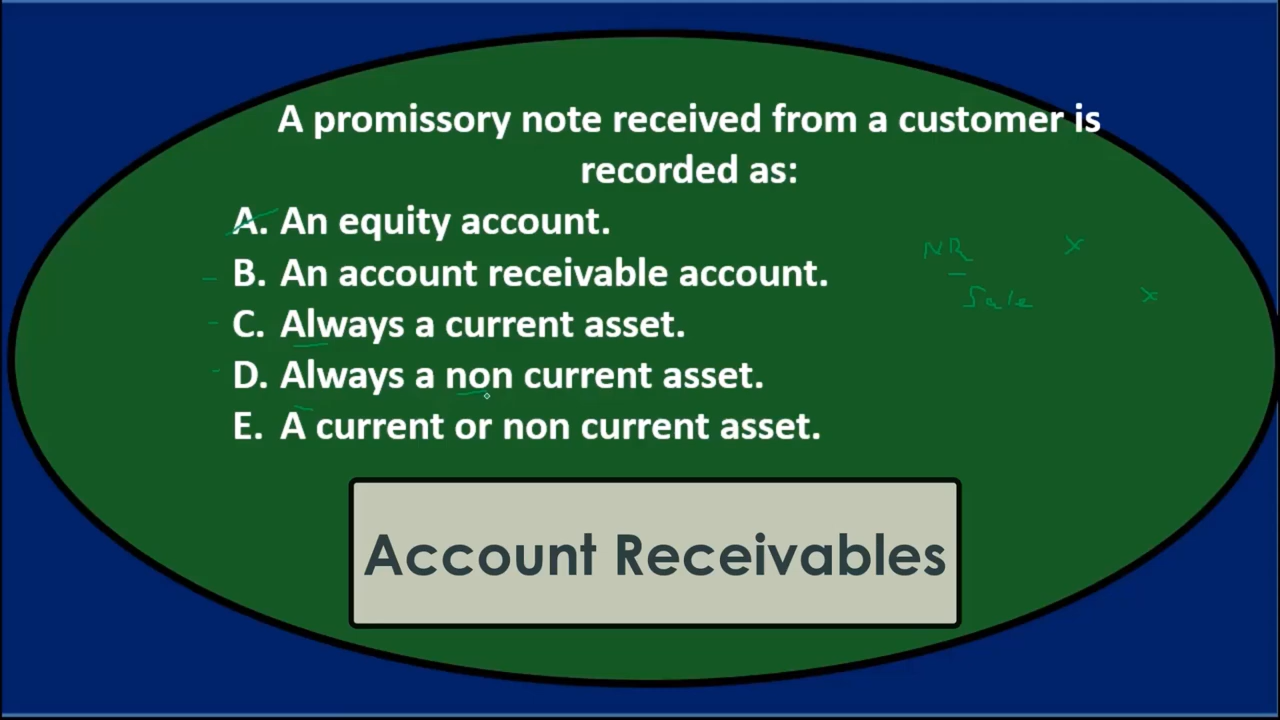 A promissory note received from a customer is
recorded as:
A. An equity account.
B. An account receivable account.
C. Always a current asset.
D. Always a non current asset.
E. A current or non current asset.
NR X
Sale X
Account Receivables